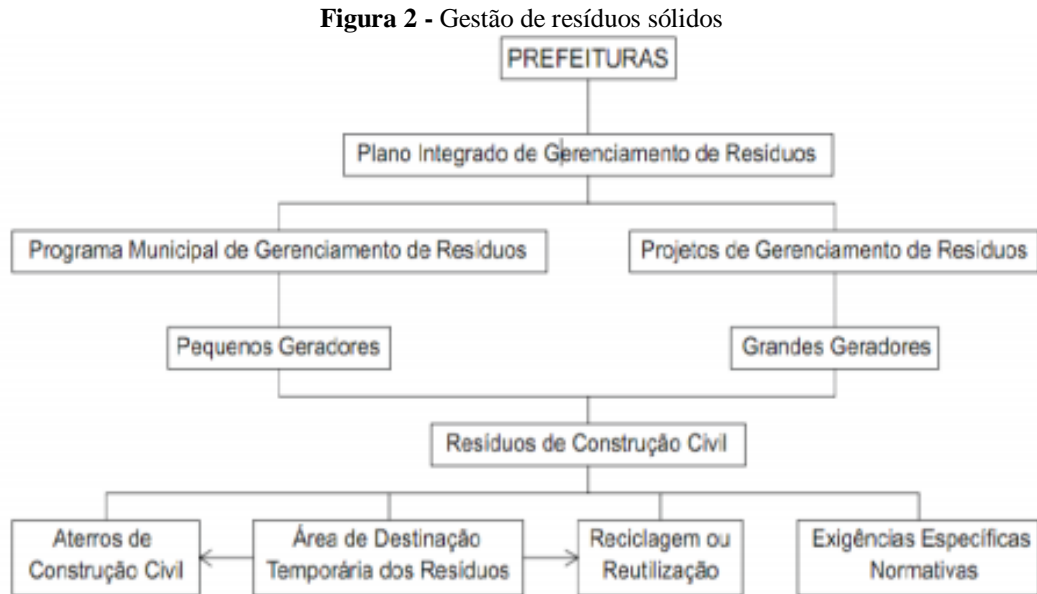 Figura 2 - Gestão de resíduos sólidos
PREFEITURAS
Plano Integrado de Gerenciamento de Resíduos
Programa Municipal de Gerenciamento de Resíduos
Projetos de Gerenciamento de Resíduos
Pequenos Geradores
Grandes Geradores
Resíduos de Construção Civil
Aterros de
Construção Civil
Área de Destinação
Temporária dos Resíduos
Reciclagem ou
Reutilização
Exigências Específicas
Normativas